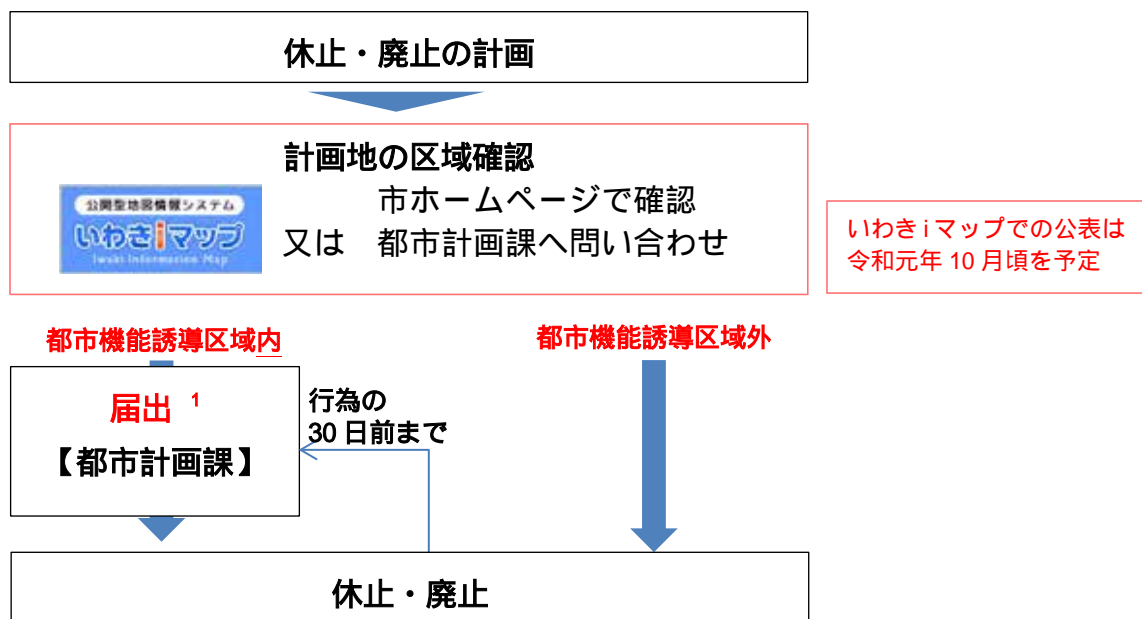 休止・廃止の計画
計画地の区域確認
市ホームページで確認
又は 都市計画課へ問い合わせ
公開型地図情報システム
いわきiマップ
Iwaki Information Map
いわき i マップでの公表は
令和元年 10 月頃を予定
都市機能誘導区域内
都市機能誘導区域外
届出 1
【都市計画課】
行為の
30 日前まで
休止・廃止